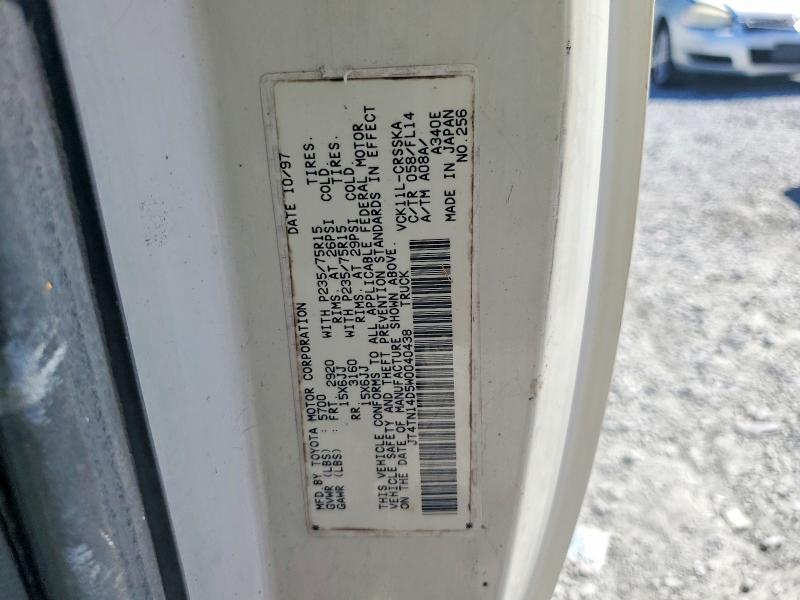 MFD BY TOYOTA MOTOR CORPORATION DATE 10/97
GVWR (LBS) : 5700
GAWR (LBS) : FRT 2920 WITH P235/75R15 TIRES.
15X6JJ RIMS. AT 26PSI COLD.
RR 3160 WITH P235/75R15 TIRES.
15X6JJ RIMS. AT 29PSI COLD.
THIS VEHICLE CONFORMS TO ALL APPLICABLE FEDERAL MOTOR
VEHICLE SAFETY AND THEFT PREVENTION STANDARDS IN EFFECT
ON THE DATE OF MANUFACTURE SHOWN ABOVE.
JT4TN14D5W0040438 TRUCK
VCK11L-CRSSKA
C/TR 058/FL14
A/TM A08A/
A340E
MADE IN JAPAN
NO.256